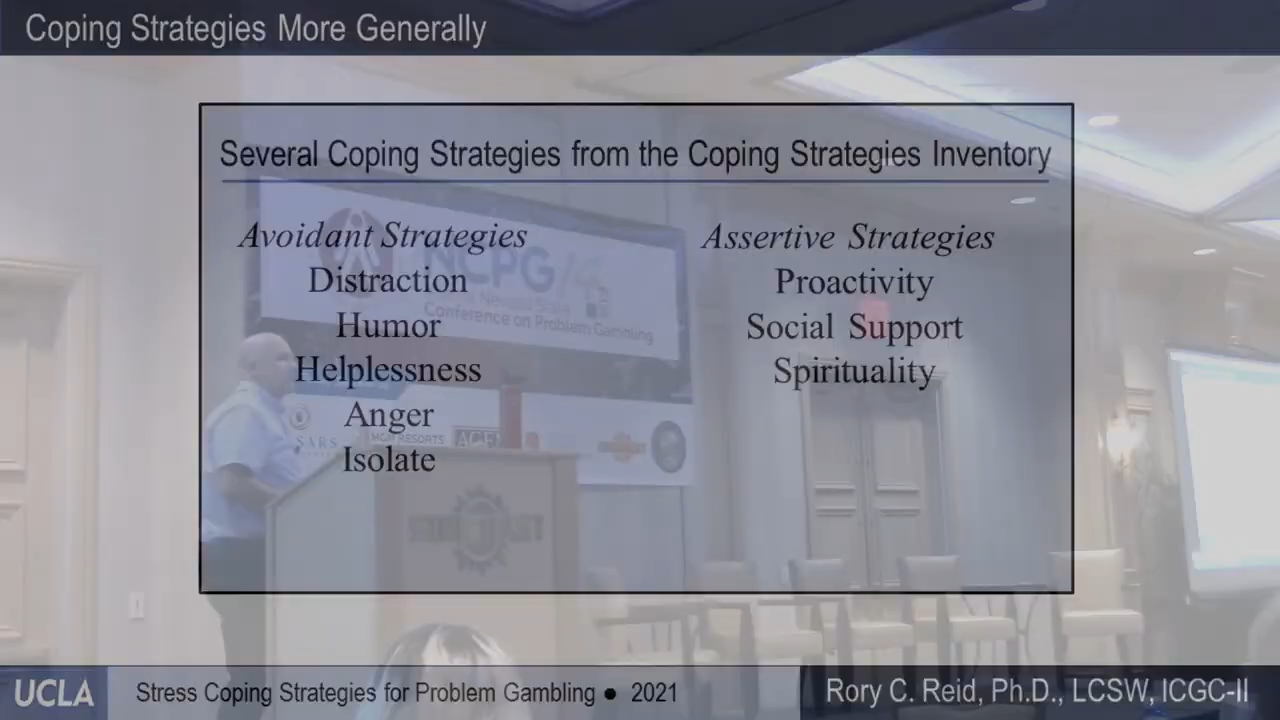 Coping Strategies More Generally
Several Coping Strategies from the Coping Strategies Inventory
Avoidant Strategies
Distraction
Humor
Helplessness
Anger
Isolate
Assertive Strategies
Proactivity
Social Support
Spirituality
NCPG
Conference on Problem Gambling
RESORTS
UCLA
Stress Coping Strategies for Problem Gambling ● 2021
Rory C. Reid, Ph.D., LCSW, ICGC-II